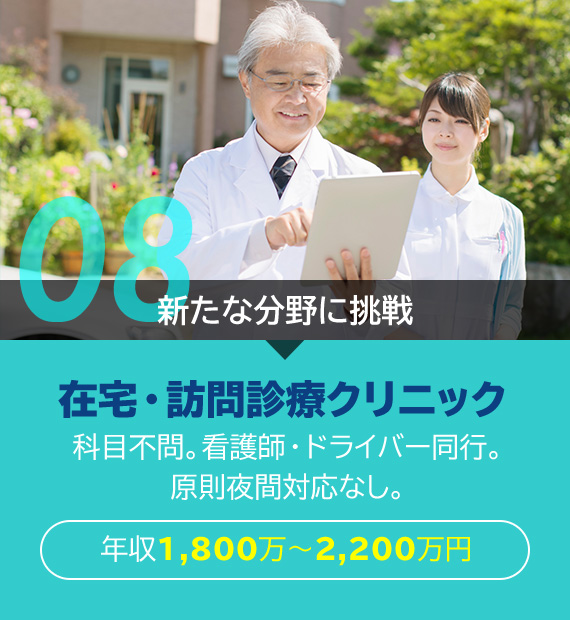 08
新たな分野に挑戦
在宅・訪問診療クリニック
科目不問。看護師・ドライバー同行。
原則夜間対応なし。
年収1,800万～2,200万円